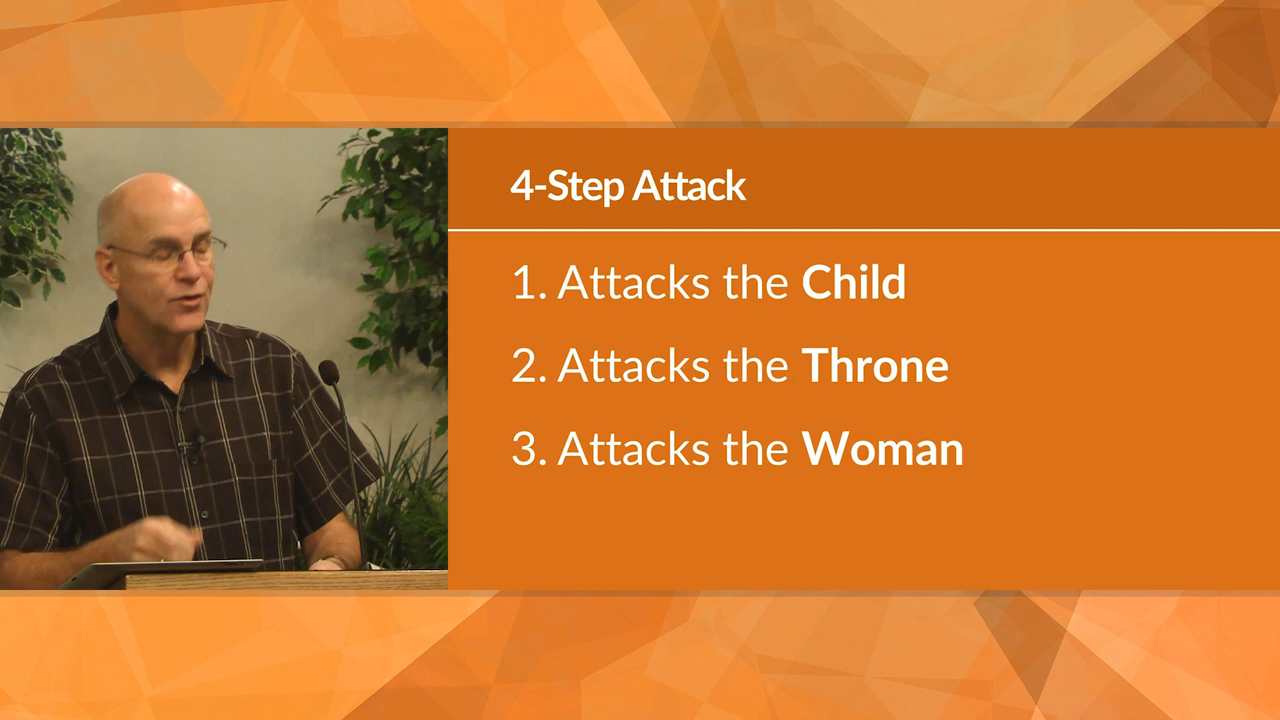 4-Step Attack
1. Attacks the Child
2. Attacks the Throne
3. Attacks the Woman